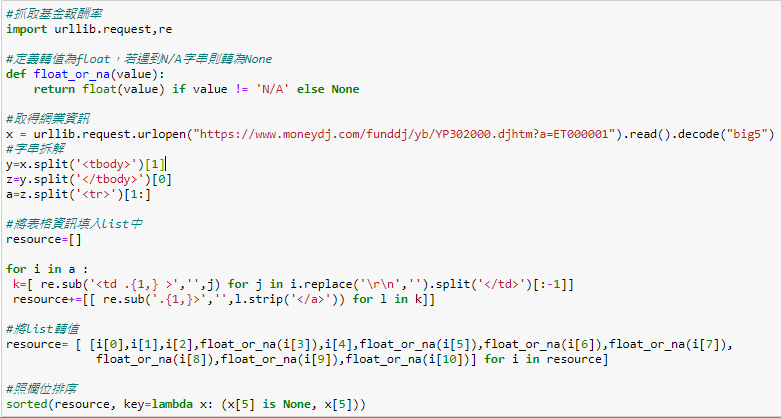 #抓取基金報酬率
import urllib.request,re
#定義轉值為float，若遇到N/A字串則轉為None
def float_or_na(value):
    return float(value) if value != 'N/A' else None
#取得網業資訊
x = urllib.request.urlopen("https://www.moneydj.com/funddj/yb/YP302000.djhtm?a=ET000001").read().decode("big5")
#字串拆解
y=x.split('<tbody>')[1]
z=y.split('</tbody>')[0]
a=z.split('<tr>')[1:]
#將表格資訊填入list中
resource=[]
for i in a :
 k=[ re.sub('<td .{1,} >','',j) for j in i.replace('\r\n','').split('</td>')[:-1]]
 resource+=[[ re.sub('.{1,}>','',l.strip('</a>')) for l in k]]
#將list轉值
resource= [ [i[0],i[1],i[2],float_or_na(i[3]),i[4],float_or_na(i[5]),float_or_na(i[6]),float_or_na(i[7]),
            float_or_na(i[8]),float_or_na(i[9]),float_or_na(i[10])] for i in resource]
#照欄位排序
sorted(resource, key=lambda x: (x[5] is None, x[5]))